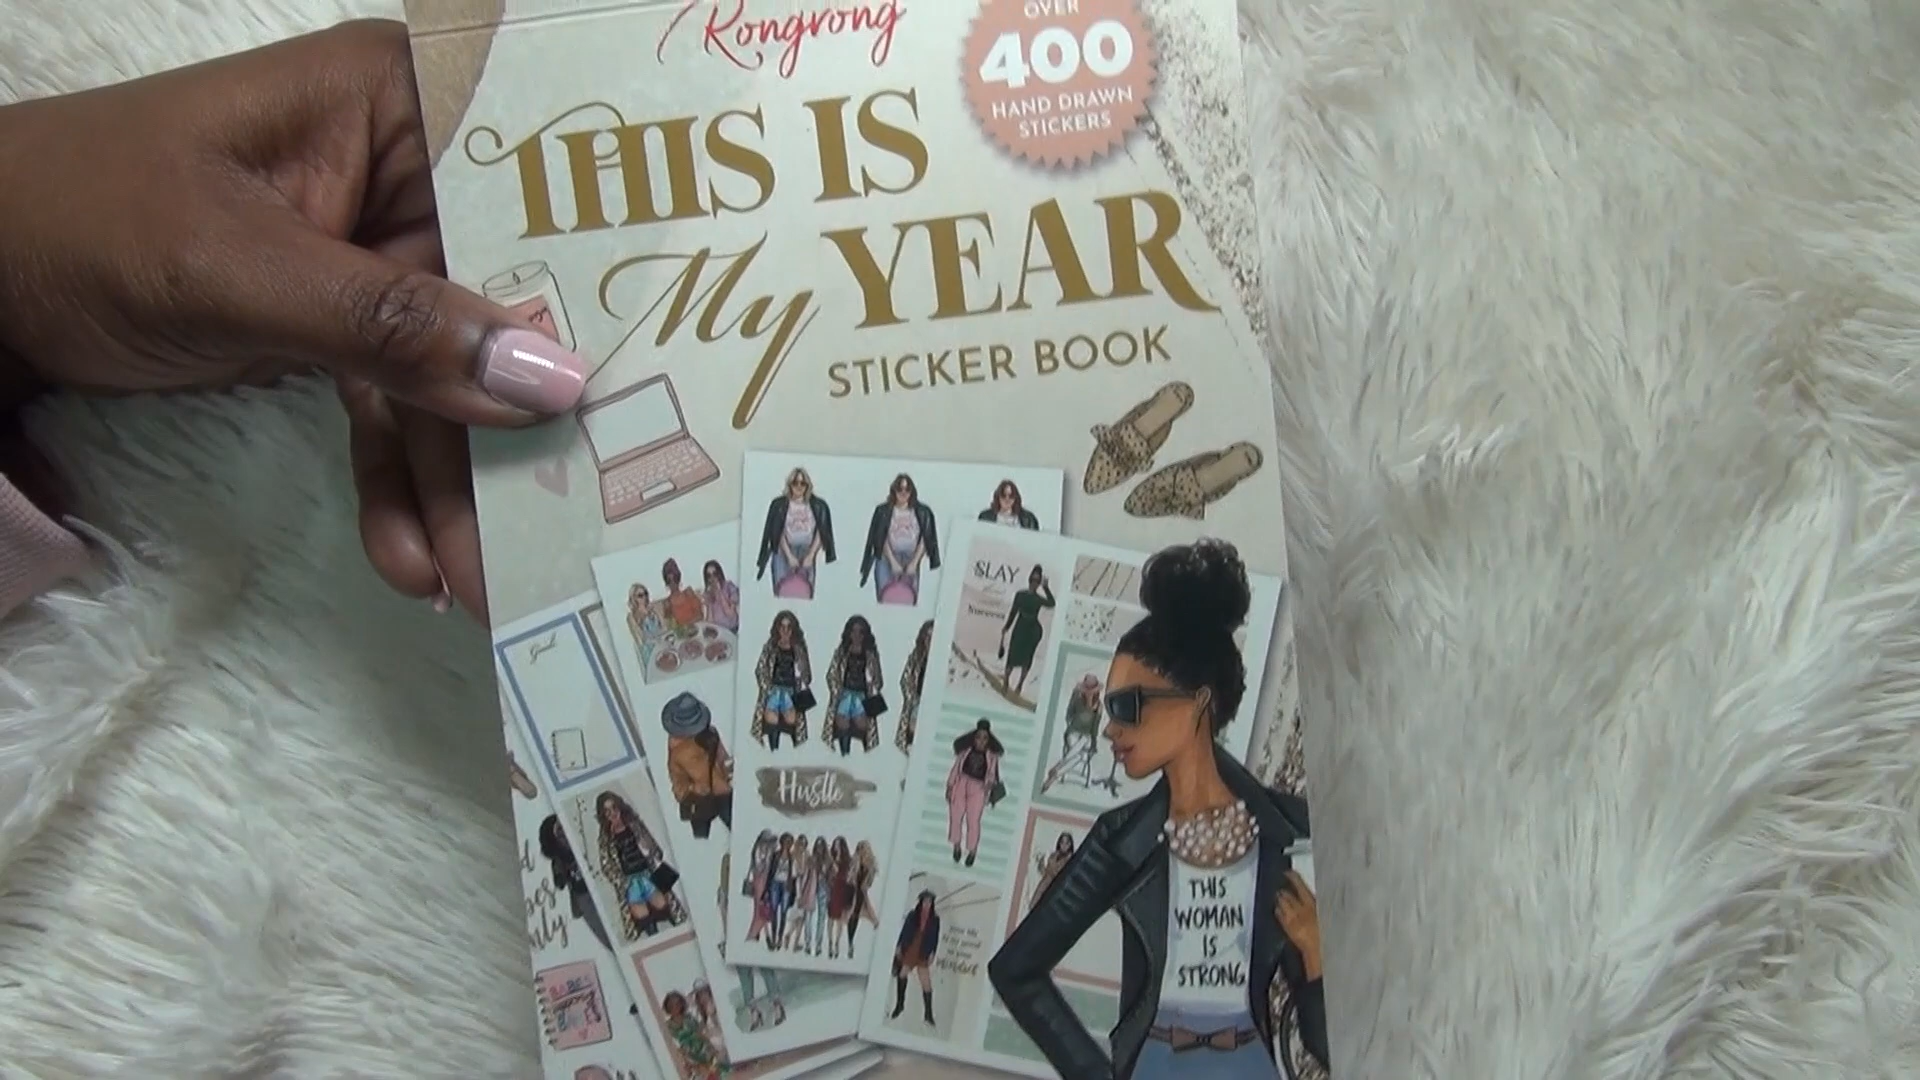 Rongrong
OVER
400
HAND DRAWN
STICKERS
THIS IS
My YEAR
STICKER BOOK
SLAY
Hustle
THIS
WOMAN
IS
STRONG